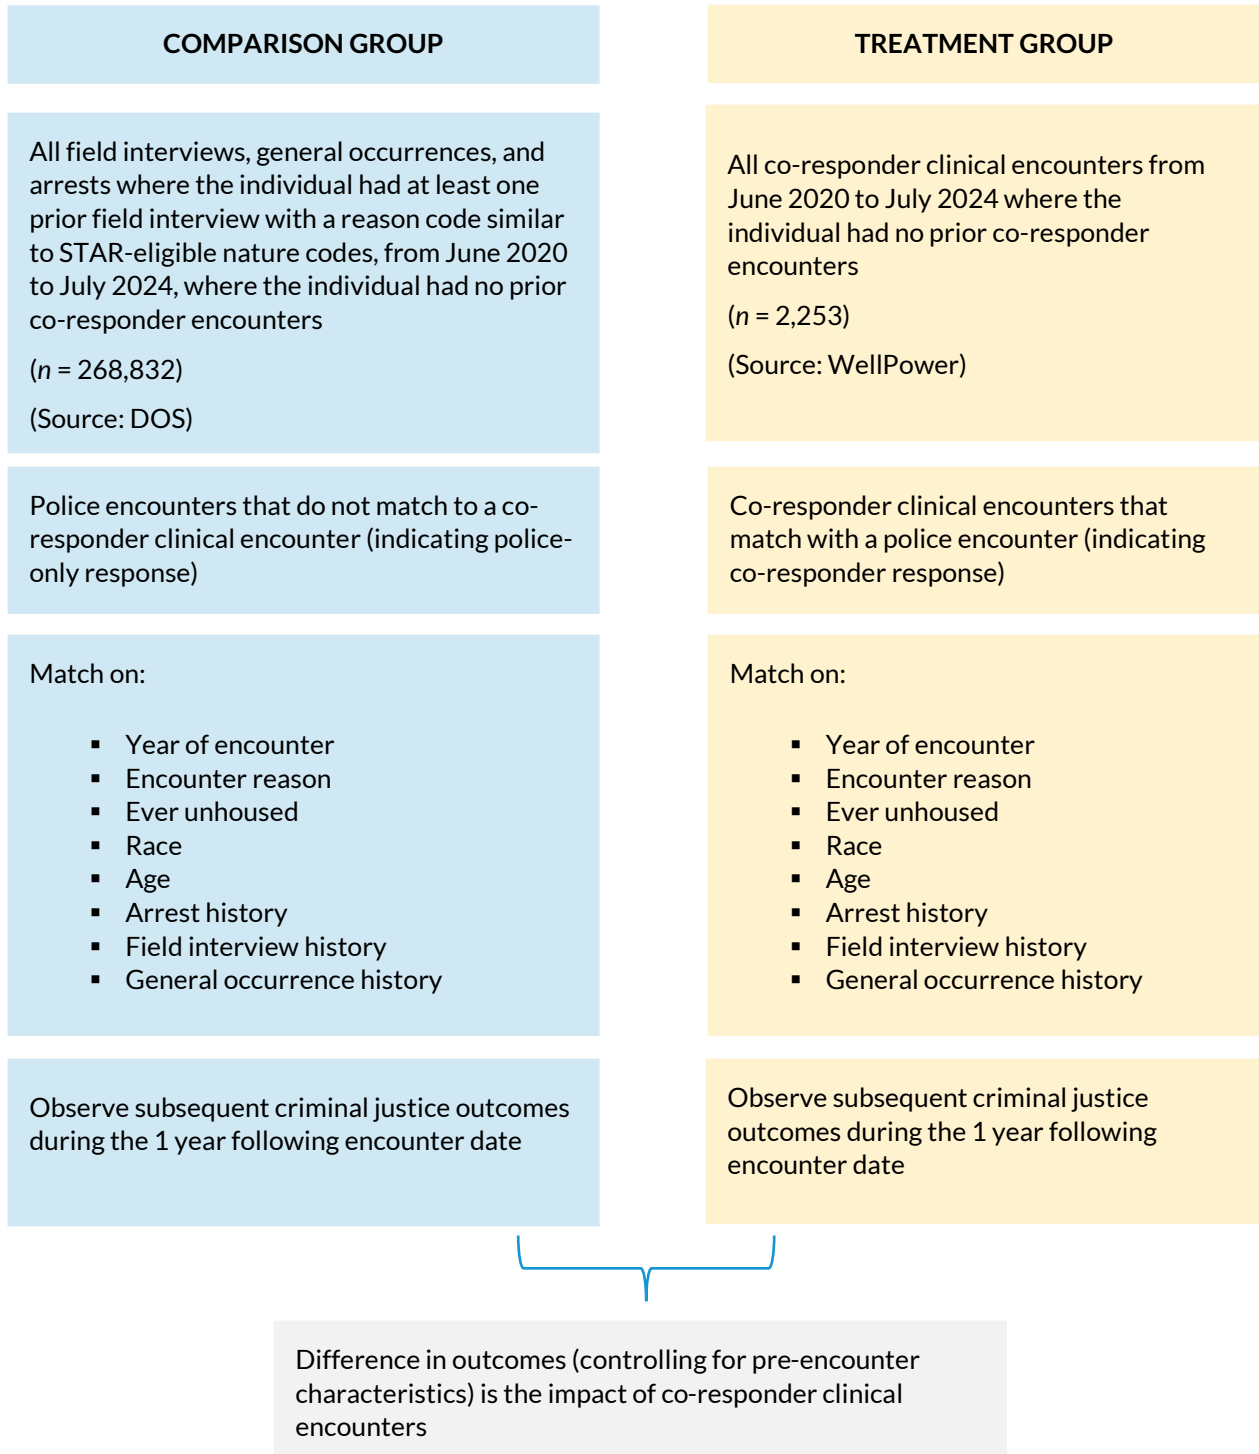 COMPARISON GROUP
All field interviews, general occurrences, and
arrests where the individual had at least one
prior field interview with a reason code similar
to STAR-eligible nature codes, from June 2020
to July 2024, where the individual had no prior
co-responder encounters
(n = 268,832)
(Source: DOS)
Police encounters that do not match to a co-
responder clinical encounter (indicating police-
only response)
Match on:
▪ Year of encounter
▪ Encounter reason
▪ Ever unhoused
▪ Race
▪ Age
▪ Arrest history
▪ Field interview history
▪ General occurrence history
Observe subsequent criminal justice outcomes
during the 1 year following encounter date
TREATMENT GROUP
All co-responder clinical encounters from
June 2020 to July 2024 where the
individual had no prior co-responder
encounters
(n = 2,253)
(Source: WellPower)
Co-responder clinical encounters that
match with a police encounter (indicating
co-responder response)
Match on:
▪ Year of encounter
▪ Encounter reason
▪ Ever unhoused
▪ Race
▪ Age
▪ Arrest history
▪ Field interview history
▪ General occurrence history
Observe subsequent criminal justice
outcomes during the 1 year following
encounter date
Difference in outcomes (controlling for pre-encounter
characteristics) is the impact of co-responder clinical
encounters